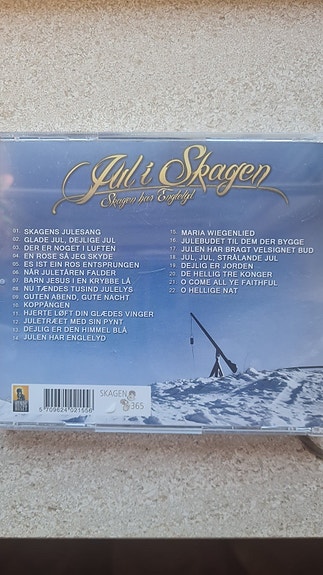 Jul i Skagen
Skagen har Englelyd
01. SKAGENS JULESANG
02. GLADE JUL, DEJLIGE JUL
03. DER ER NOGET I LUFTEN
04. EN ROSE SÅ JEG SKYDE
05. ES IST EIN ROS ENTSPRUNGEN
06. NÅR JULETÅREN FALDER
07. BARN JESUS I EN KRYBBE LÅ
08. NU TÆNDES TUSIND JULELYS
09. GUTEN ABEND, GUTE NACHT
10. KOPPÅNGEN
11. HJERTE LØFT DIN GLÆDES VINGER
12. JULETRÆET MED SIN PYNT
13. DEJLIG ER DEN HIMMEL BLÅ
14. JULEN HAR ENGLELYD
15. MARIA WIEGENLIED
16. JULEBUDET TIL DEM DER BYGGE
17. JULEN HAR BRAGT VELSIGNET BUD
18. JUL, JUL, STRÅLANDE JUL
19. DEJLIG ER JORDEN
20. DE HELLIG TRE KONGER
21. O COME ALL YE FAITHFUL
22. O HELLIGE NAT
SKAGEN
365
5 709624 021556